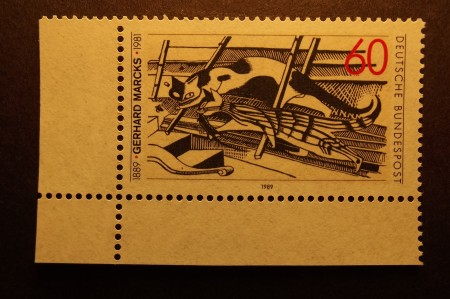 1889 · GERHARD MARCKS · 1981
60
DEUTSCHE BUNDESPOST
1989